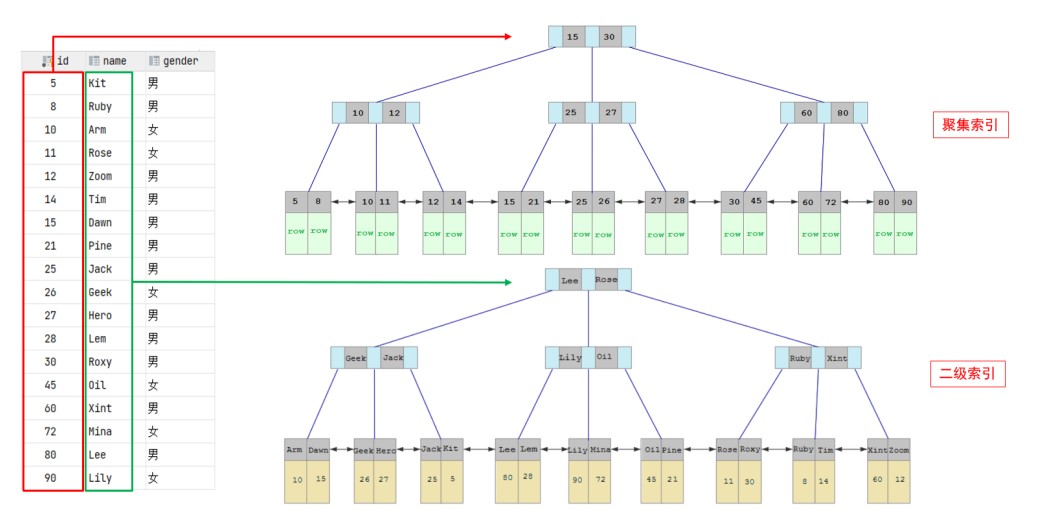 id name gender
5 Kit 男
8 Ruby 男
10 Arm 女
11 Rose 女
12 Zoom 男
14 Tim 男
15 Dawn 男
21 Pine 男
25 Jack 男
26 Geek 女
27 Hero 男
28 Lem 男
30 Roxy 男
45 Oil 女
60 Xint 男
72 Mina 女
80 Lee 男
90 Lily 女
15 30
10 12 25 27 60 80
聚集索引
5 8 10 11 12 14 15 21 25 26 27 28 30 45 60 72 80 90
row row row row row row row row row row row row row row row row row row
Lee Rose
Geek Jack Lily Oil Ruby Xint
二级索引
Arm Dawn Geek Hero Jack Kit Lee Lem Lily Mina Oil Pine Rose Roxy Ruby Tim Xint Zoom
10 15 26 27 25 5 80 28 90 72 45 21 11 30 8 14 60 12